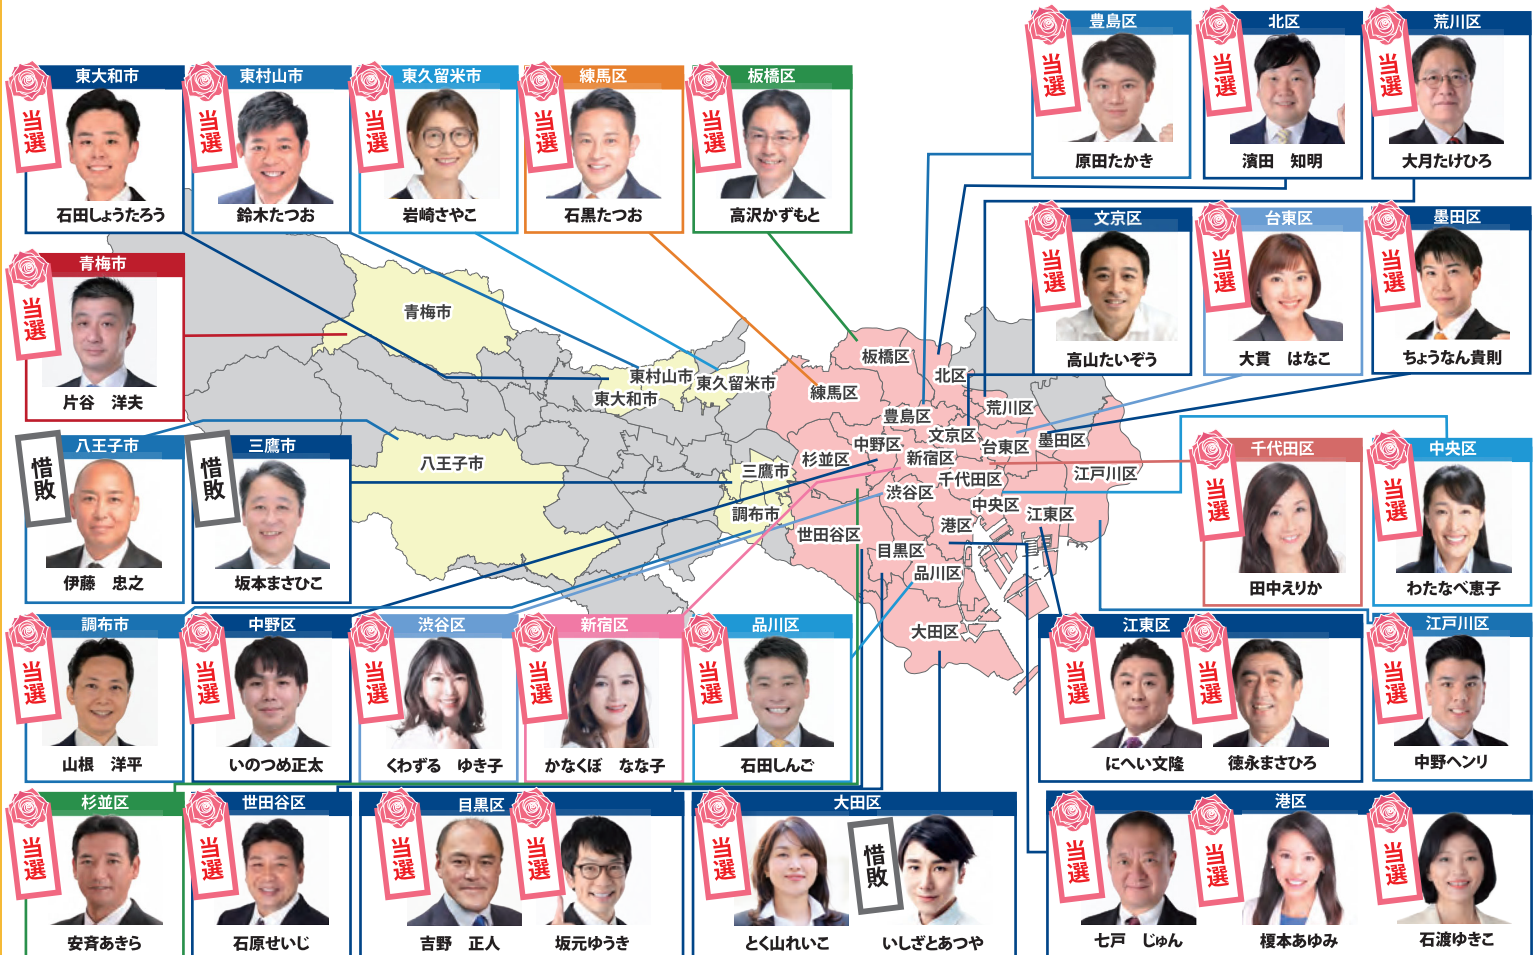 豊島区
当選
原田たかき
北区
当選
濱田 知明
荒川区
当選
大月たけひろ
東大和市
当選
石田しょうたろう
東村山市
当選
鈴木たつお
東久留米市
当選
岩崎さやこ
練馬区
当選
石黒たつお
板橋区
当選
高沢かずもと
文京区
当選
高山たいぞう
台東区
当選
大貫 はなこ
墨田区
当選
ちょうなん貴則
青梅市
当選
片谷 洋夫
青梅市
東村山市
東久留米市
東大和市
八王子市
三鷹市
調布市
板橋区
北区
練馬区
豊島区
荒川区
文京区
台東区
墨田区
中野区
杉並区
新宿区
千代田区
江戸川区
渋谷区
中央区
江東区
港区
世田谷区
目黒区
品川区
大田区
八王子市
惜敗
伊藤 忠之
三鷹市
惜敗
坂本まさひこ
千代田区
当選
田中えりか
中央区
当選
わたなべ恵子
調布市
当選
山根 洋平
中野区
当選
いのつめ正太
渋谷区
当選
くわずる ゆき子
新宿区
当選
かなくぼ なな子
品川区
当選
石田しんご
江東区
当選
にへい文隆
当選
徳永まさひろ
江戸川区
当選
中野ヘンリ
杉並区
当選
安斉あきら
世田谷区
当選
石原せいじ
目黒区
当選
吉野 正人
当選
坂元ゆうき
大田区
当選
とく山れいこ
惜敗
いしざとあつや
港区
当選
七戸 じゅん
当選
榎本あゆみ
当選
石渡ゆきこ